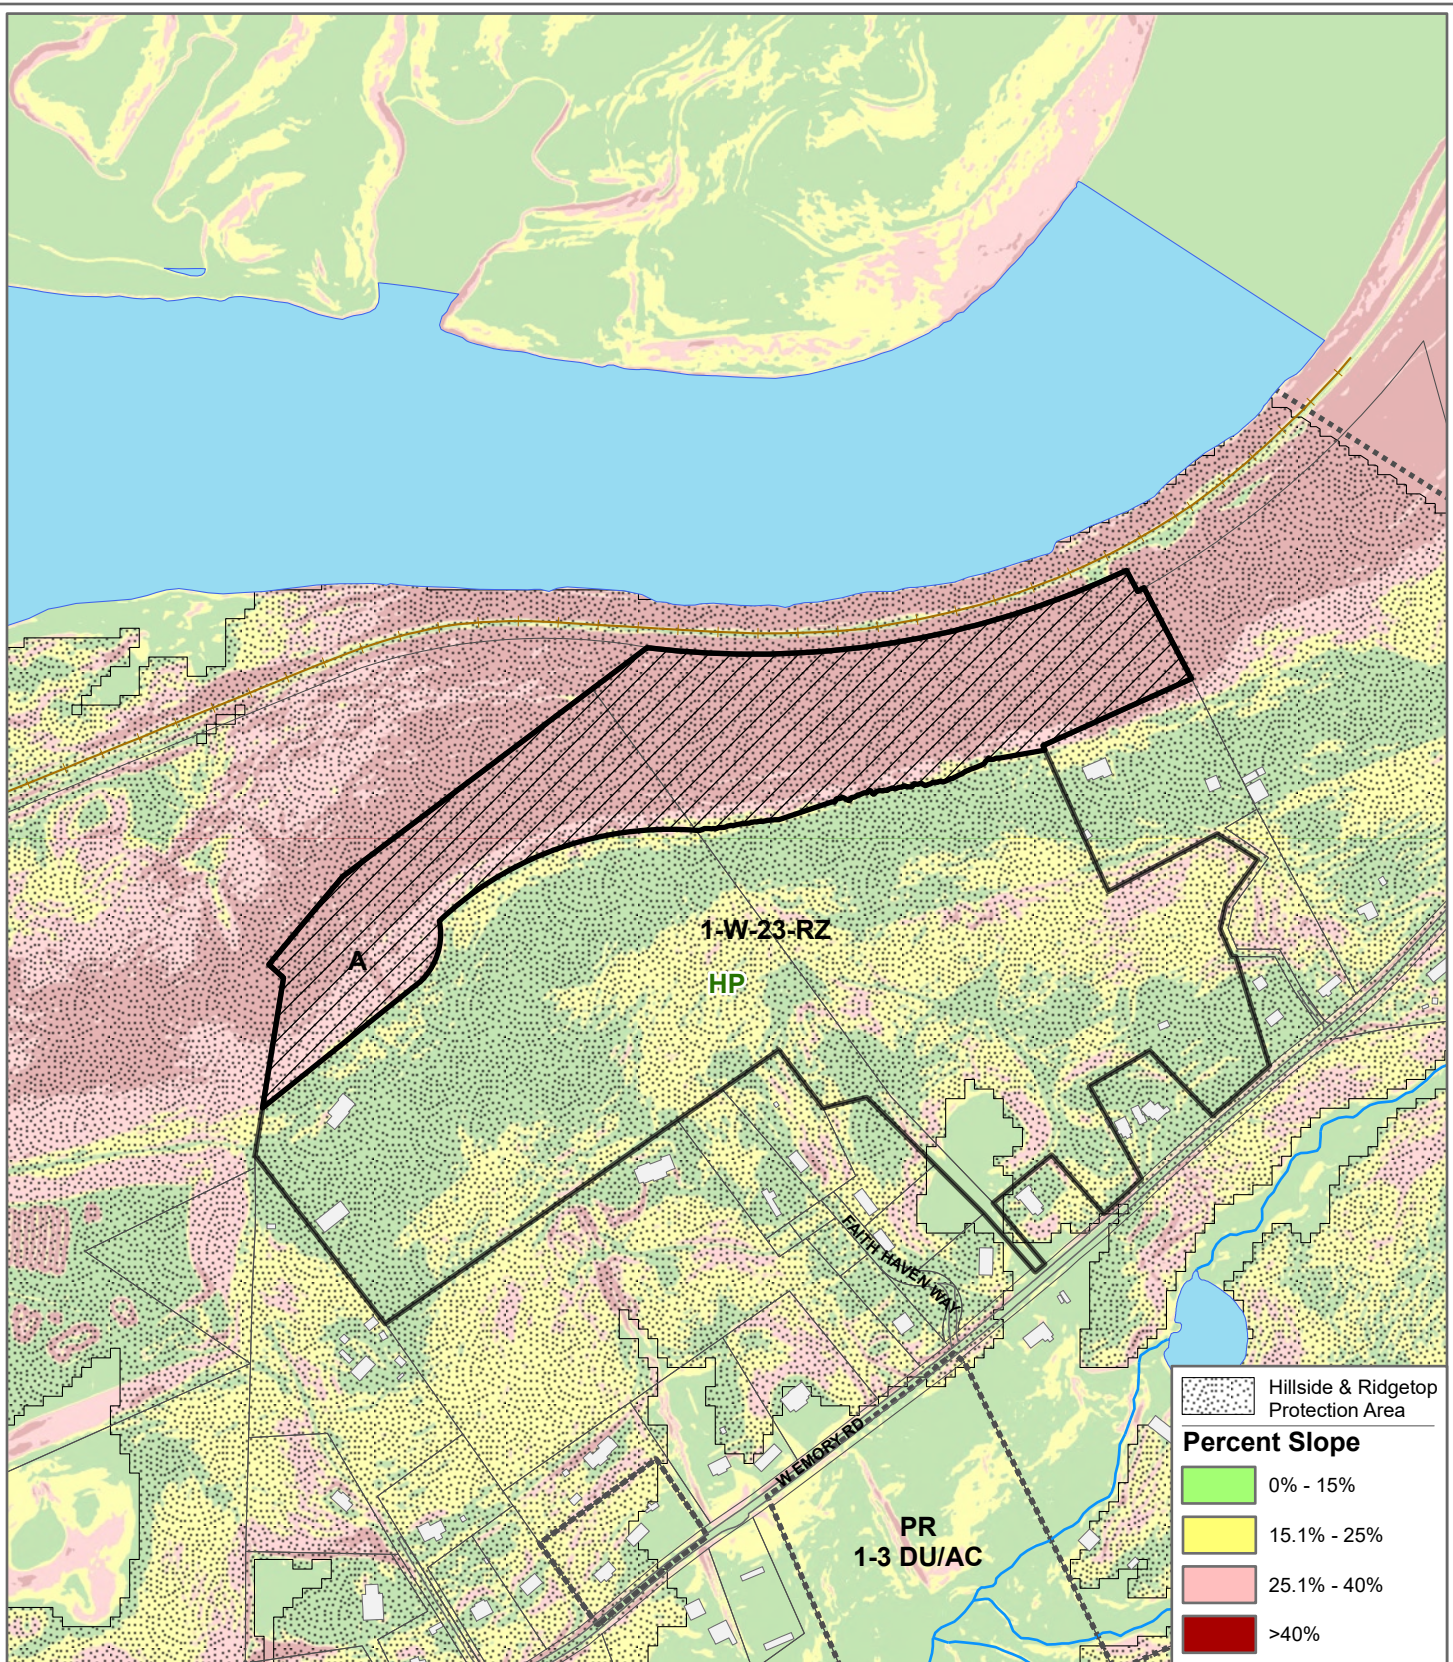 A
1-W-23-RZ
HP
FAITH HAVEN WAY
W EMORY RD
PR
1-3 DU/AC
Hillside & Ridgetop
Protection Area
Percent Slope
0% - 15%
15.1% - 25%
25.1% - 40%
>40%